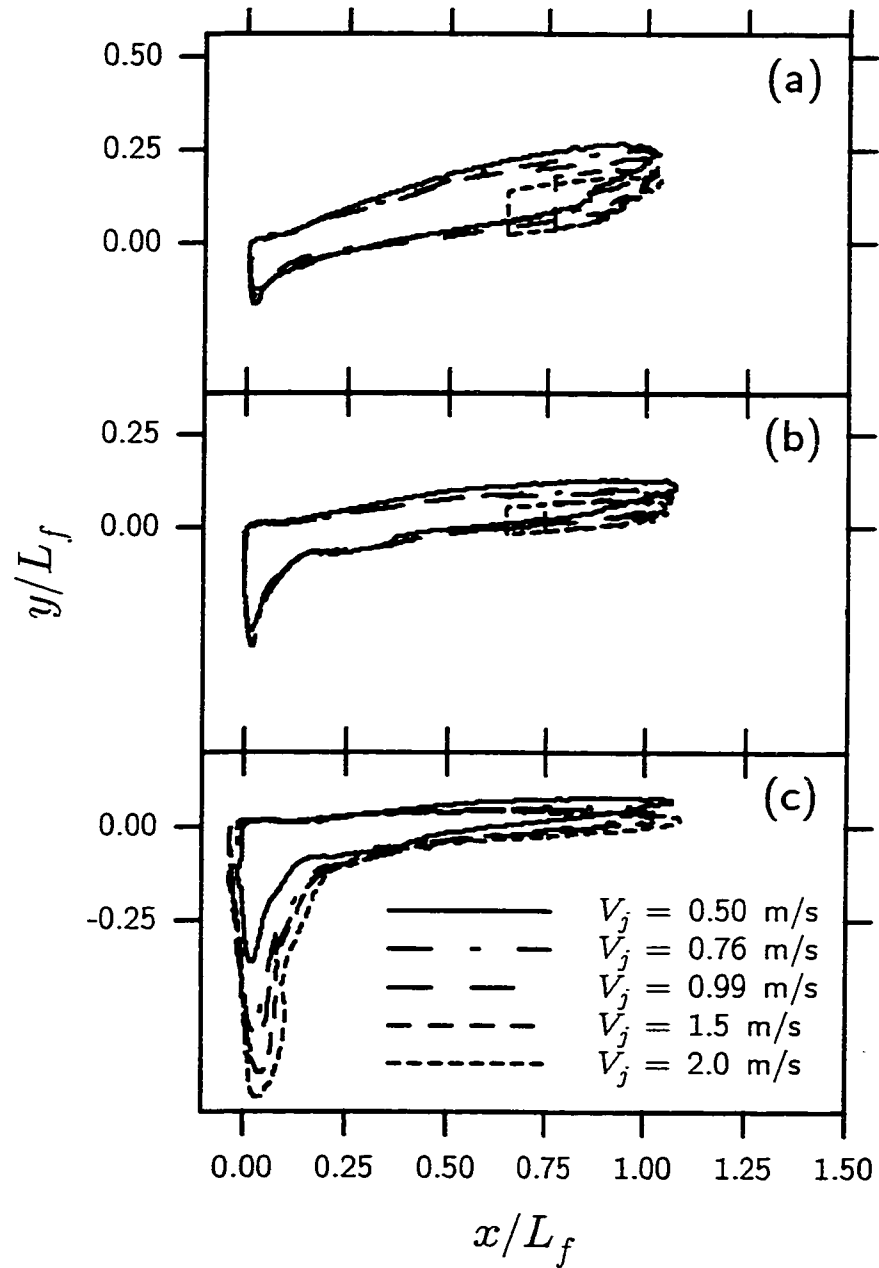 0.50
(a)
0.25
0.00
(b)
0.25
0.00
y/L_f
(c)
0.00
-0.25
V_j = 0.50 m/s
V_j = 0.76 m/s
V_j = 0.99 m/s
V_j = 1.5 m/s
V_j = 2.0 m/s
0.00 0.25 0.50 0.75 1.00 1.25 1.50
x/L_f